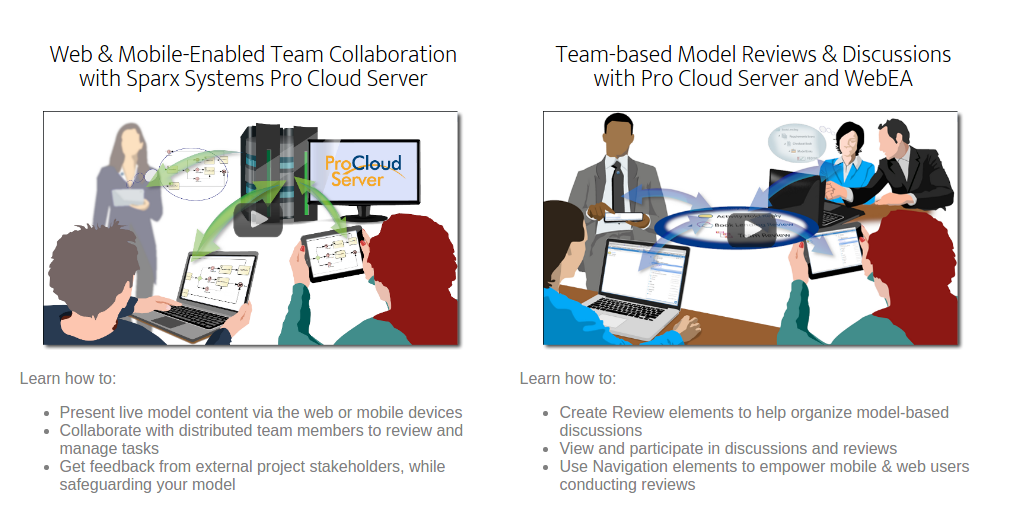 Web & Mobile-Enabled Team Collaboration
with Sparx Systems Pro Cloud Server
ProCloud
Server
Learn how to:
Present live model content via the web or mobile devices
Collaborate with distributed team members to review and
manage tasks
Get feedback from external project stakeholders, while
safeguarding your model
Team-based Model Reviews & Discussions
with Pro Cloud Server and WebEA
Learn how to:
Create Review elements to help organize model-based
discussions
View and participate in discussions and reviews
Use Navigation elements to empower mobile & web users
conducting reviews